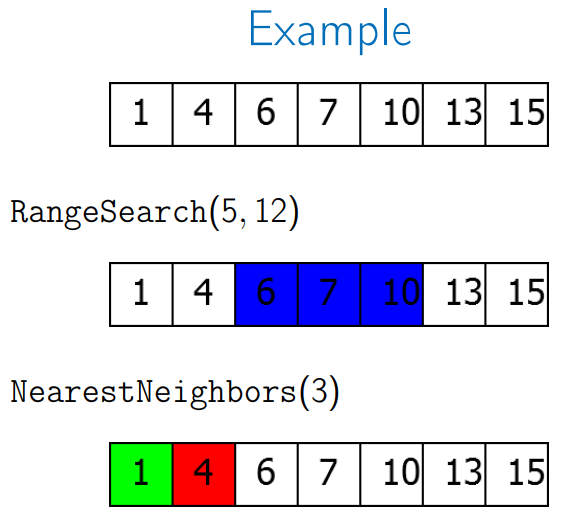 Example
1 4 6 7 10 13 15
RangeSearch(5, 12)
1 4 6 7 10 13 15
NearestNeighbors(3)
1 4 6 7 10 13 15